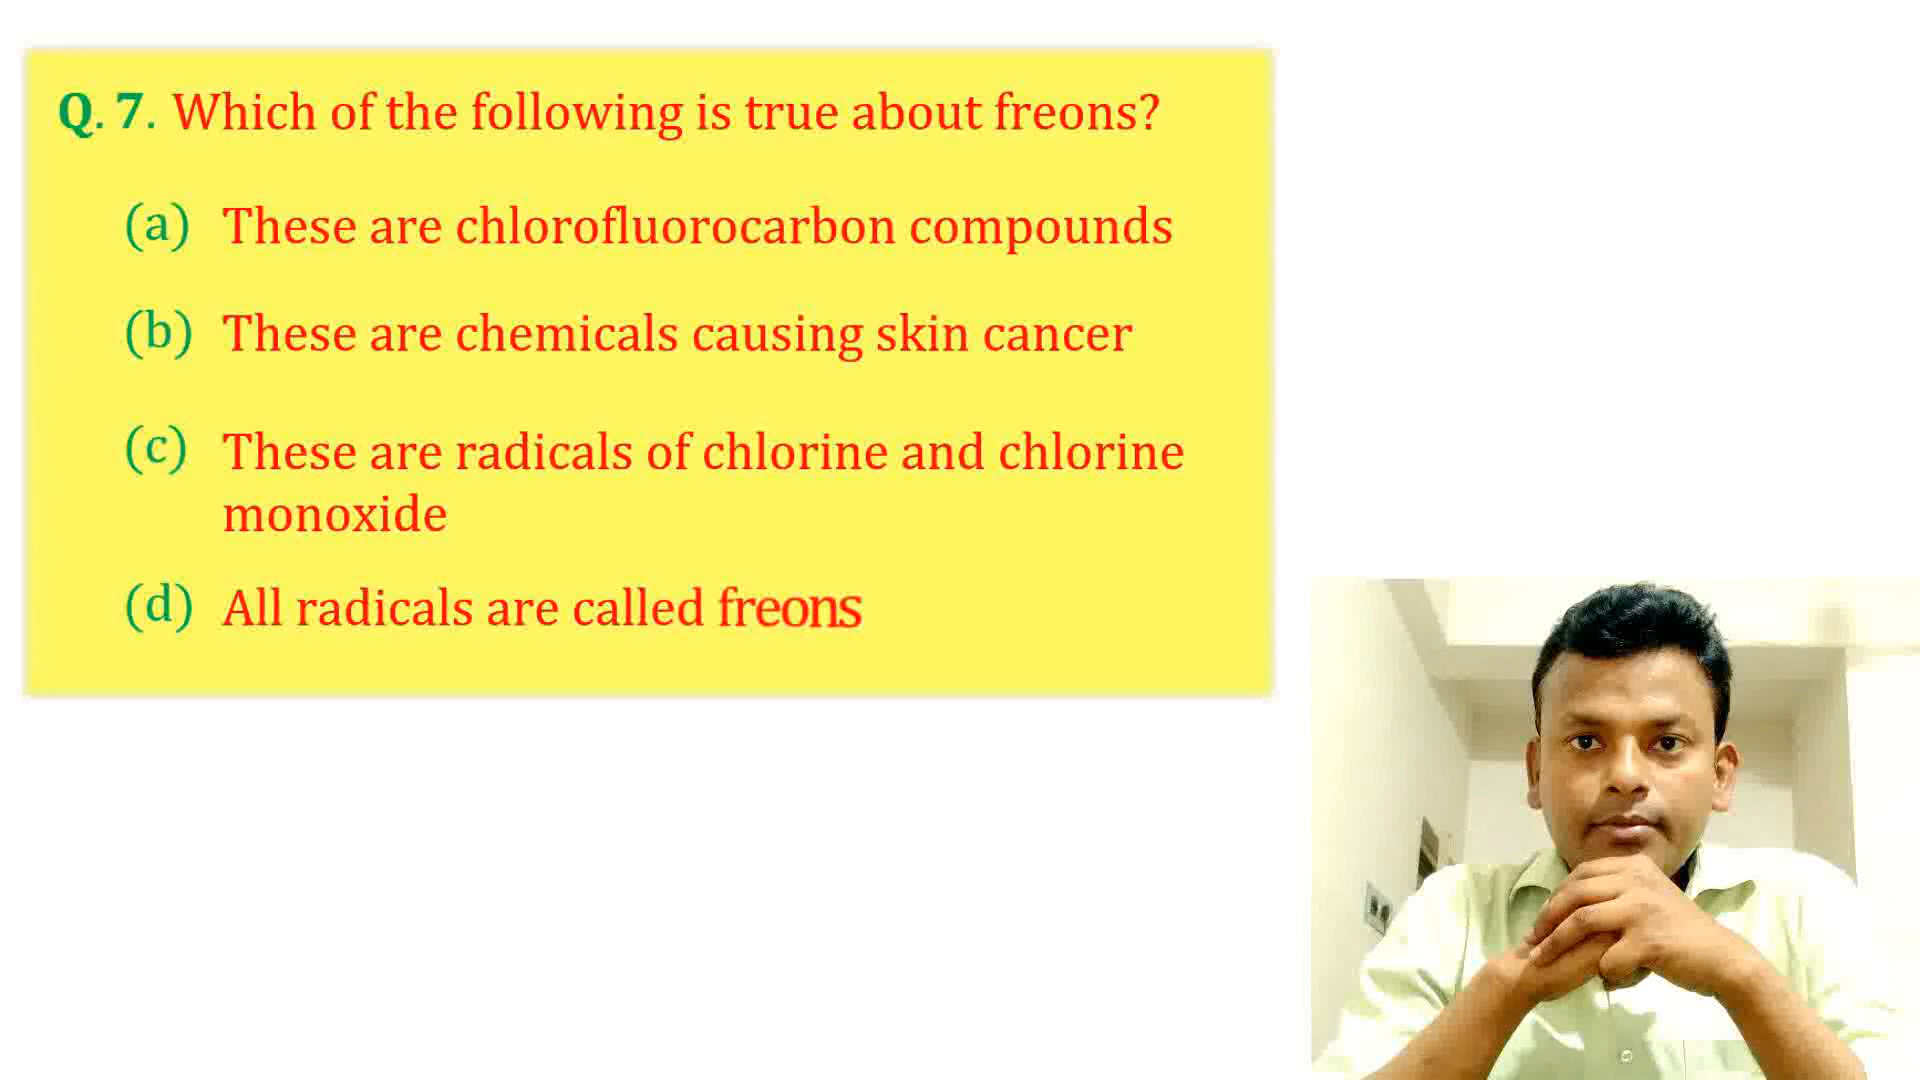 Q. 7. Which of the following is true about freons?
(a) These are chlorofluorocarbon compounds
(b) These are chemicals causing skin cancer
(c) These are radicals of chlorine and chlorine
monoxide
(d) All radicals are called freons